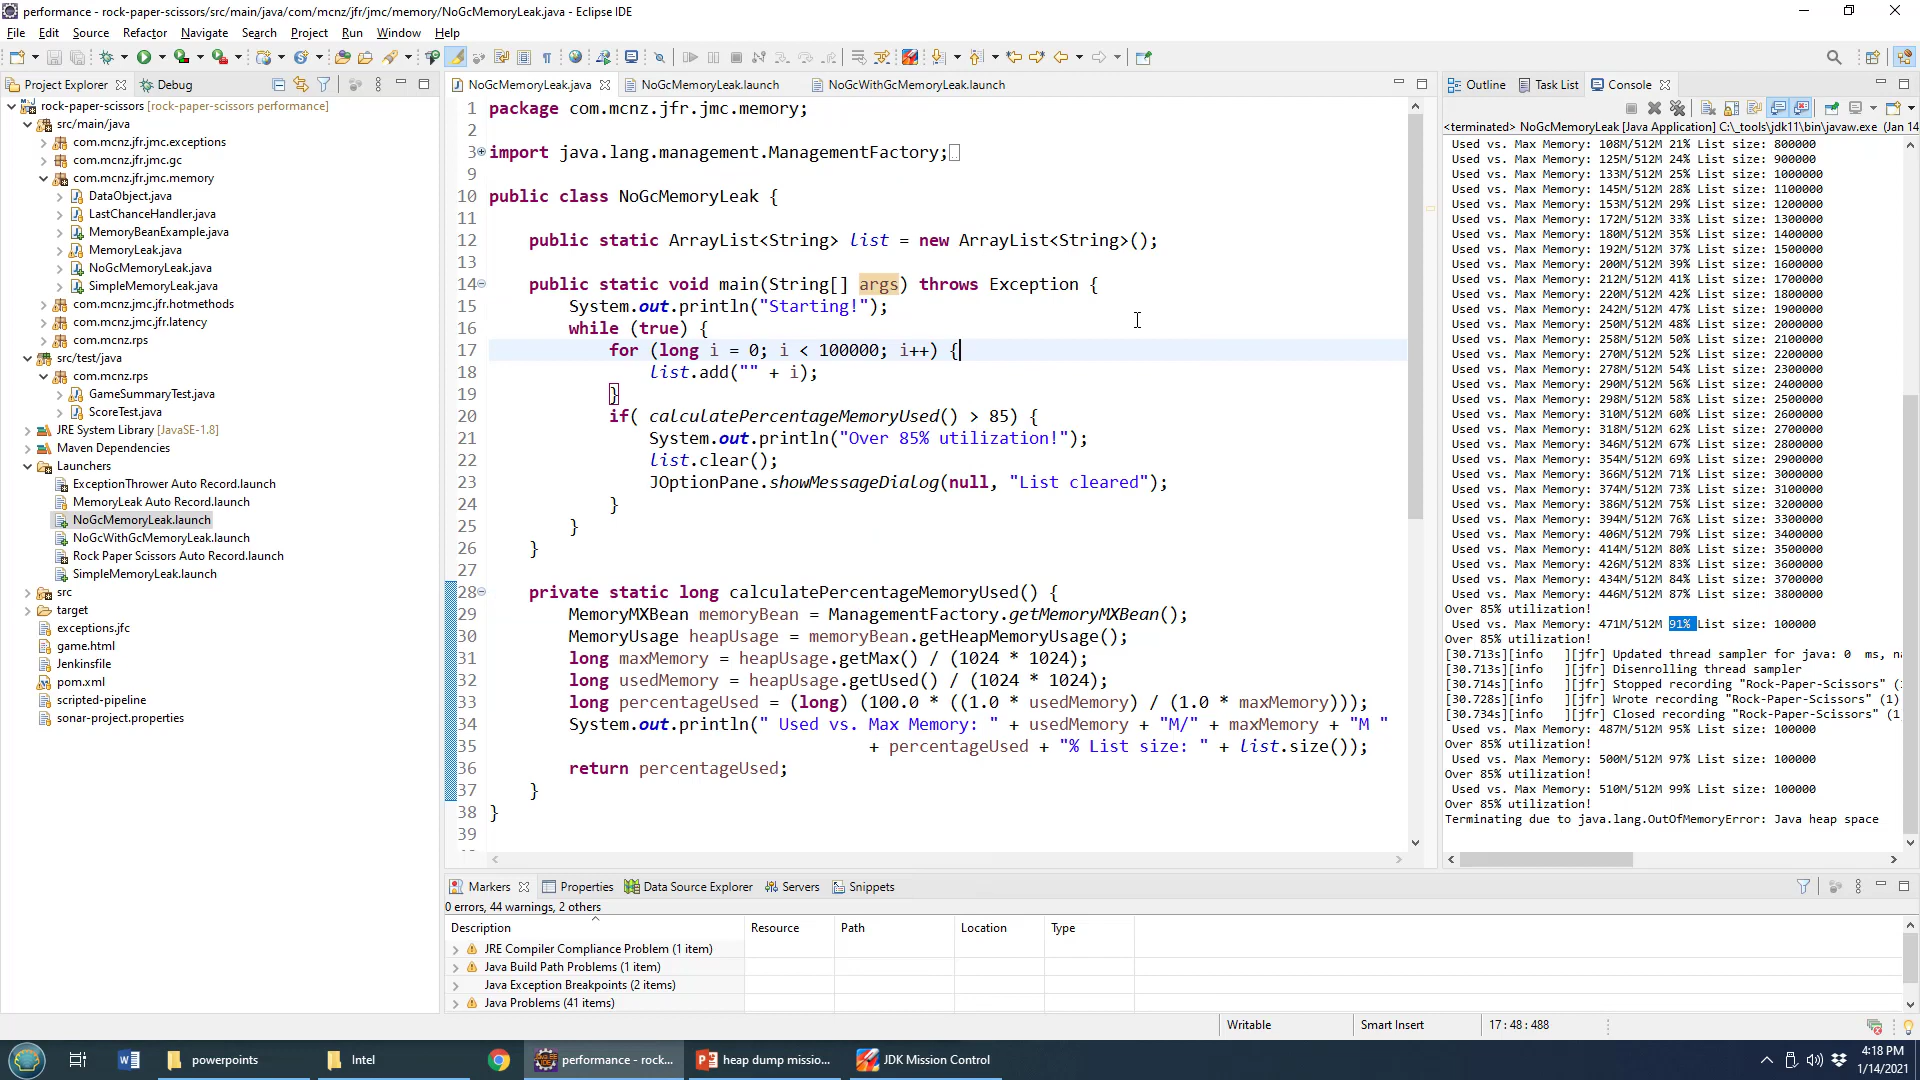 performance - rock-paper-scissors/src/main/java/com/mcnz/jfr/jmc/memory/NoGcMemoryLeak.java - Eclipse IDE
File Edit Source Refactor Navigate Search Project Run Window Help
Project Explorer Debug
rock-paper-scissors [rock-paper-scissors performance]
src/main/java
com.mcnz.jfr.jmc.exceptions
com.mcnz.jfr.jmc.gc
com.mcnz.jfr.jmc.memory
DataObject.java
LastChanceHandler.java
MemoryBeanExample.java
MemoryLeak.java
NoGcMemoryLeak.java
SimpleMemoryLeak.java
com.mcnz.jmc.jfr.hotmethods
com.mcnz.jmc.jfr.latency
com.mcnz.rps
src/test/java
com.mcnz.rps
GameSummaryTest.java
ScoreTest.java
JRE System Library [JavaSE-1.8]
Maven Dependencies
Launchers
ExceptionThrower Auto Record.launch
MemoryLeak Auto Record.launch
NoGcMemoryLeak.launch
NoGcWithGcMemoryLeak.launch
Rock Paper Scissors Auto Record.launch
SimpleMemoryLeak.launch
src
target
exceptions.jfc
game.html
Jenkinsfile
pom.xml
scripted-pipeline
sonar-project.properties
NoGcMemoryLeak.java NoGcMemoryLeak.launch NoGcWithGcMemoryLeak.launch
1 package com.mcnz.jfr.jmc.memory;
2
3 import java.lang.management.ManagementFactory;
9
10 public class NoGcMemoryLeak {
11
12 public static ArrayList<String> list = new ArrayList<String>();
13
14 public static void main(String[] args) throws Exception {
15 System.out.println("Starting!");
16 while (true) {
17 for (long i = 0; i < 100000; i++) {
18 list.add("" + i);
19 }
20 if( calculatePercentageMemoryUsed() > 85) {
21 System.out.println("Over 85% utilization!");
22 list.clear();
23 JOptionPane.showMessageDialog(null, "List cleared");
24 }
25 }
26 }
27
28 private static long calculatePercentageMemoryUsed() {
29 MemoryMXBean memoryBean = ManagementFactory.getMemoryMXBean();
30 MemoryUsage heapUsage = memoryBean.getHeapMemoryUsage();
31 long maxMemory = heapUsage.getMax() / (1024 * 1024);
32 long usedMemory = heapUsage.getUsed() / (1024 * 1024);
33 long percentageUsed = (long) (100.0 * ((1.0 * usedMemory) / (1.0 * maxMemory)));
34 System.out.println(" Used vs. Max Memory: " + usedMemory + "M/" + maxMemory + "M "
35 + percentageUsed + "% List size: " + list.size());
36 return percentageUsed;
37 }
38 }
39
Outline Task List Console
<terminated> NoGcMemoryLeak [Java Application] C:\_tools\jdk11\bin\javaw.exe (Jan 14
Used vs. Max Memory: 108M/512M 21% List size: 800000
Used vs. Max Memory: 125M/512M 24% List size: 900000
Used vs. Max Memory: 133M/512M 25% List size: 1000000
Used vs. Max Memory: 145M/512M 28% List size: 1100000
Used vs. Max Memory: 153M/512M 29% List size: 1200000
Used vs. Max Memory: 172M/512M 33% List size: 1300000
Used vs. Max Memory: 180M/512M 35% List size: 1400000
Used vs. Max Memory: 192M/512M 37% List size: 1500000
Used vs. Max Memory: 200M/512M 39% List size: 1600000
Used vs. Max Memory: 212M/512M 41% List size: 1700000
Used vs. Max Memory: 220M/512M 42% List size: 1800000
Used vs. Max Memory: 242M/512M 47% List size: 1900000
Used vs. Max Memory: 250M/512M 48% List size: 2000000
Used vs. Max Memory: 258M/512M 50% List size: 2100000
Used vs. Max Memory: 270M/512M 52% List size: 2200000
Used vs. Max Memory: 278M/512M 54% List size: 2300000
Used vs. Max Memory: 290M/512M 56% List size: 2400000
Used vs. Max Memory: 298M/512M 58% List size: 2500000
Used vs. Max Memory: 310M/512M 60% List size: 2600000
Used vs. Max Memory: 318M/512M 62% List size: 2700000
Used vs. Max Memory: 346M/512M 67% List size: 2800000
Used vs. Max Memory: 354M/512M 69% List size: 2900000
Used vs. Max Memory: 366M/512M 71% List size: 3000000
Used vs. Max Memory: 374M/512M 73% List size: 3100000
Used vs. Max Memory: 386M/512M 75% List size: 3200000
Used vs. Max Memory: 394M/512M 76% List size: 3300000
Used vs. Max Memory: 406M/512M 79% List size: 3400000
Used vs. Max Memory: 414M/512M 80% List size: 3500000
Used vs. Max Memory: 426M/512M 83% List size: 3600000
Used vs. Max Memory: 434M/512M 84% List size: 3700000
Used vs. Max Memory: 446M/512M 87% List size: 3800000
Over 85% utilization!
Used vs. Max Memory: 471M/512M 91% List size: 100000
Over 85% utilization!
[30.713s][info ][jfr] Updated thread sampler for java: 0 ms, na
[30.713s][info ][jfr] Disenrolling thread sampler
[30.714s][info ][jfr] Stopped recording "Rock-Paper-Scissors" (
[30.728s][info ][jfr] Wrote recording "Rock-Paper-Scissors" (1)
[30.734s][info ][jfr] Closed recording "Rock-Paper-Scissors" (1
Used vs. Max Memory: 487M/512M 95% List size: 100000
Over 85% utilization!
Used vs. Max Memory: 500M/512M 97% List size: 100000
Over 85% utilization!
Used vs. Max Memory: 510M/512M 99% List size: 100000
Over 85% utilization!
Terminating due to java.lang.OutOfMemoryError: Java heap space
Markers Properties Data Source Explorer Servers Snippets
0 errors, 44 warnings, 2 others
Description Resource Path Location Type
JRE Compiler Compliance Problem (1 item)
Java Build Path Problems (1 item)
Java Exception Breakpoints (2 items)
Java Problems (41 items)
Writable Smart Insert 17 : 48 : 488
powerpoints Intel performance - rock... heap dump missio... JDK Mission Control
4:18 PM
1/14/2021